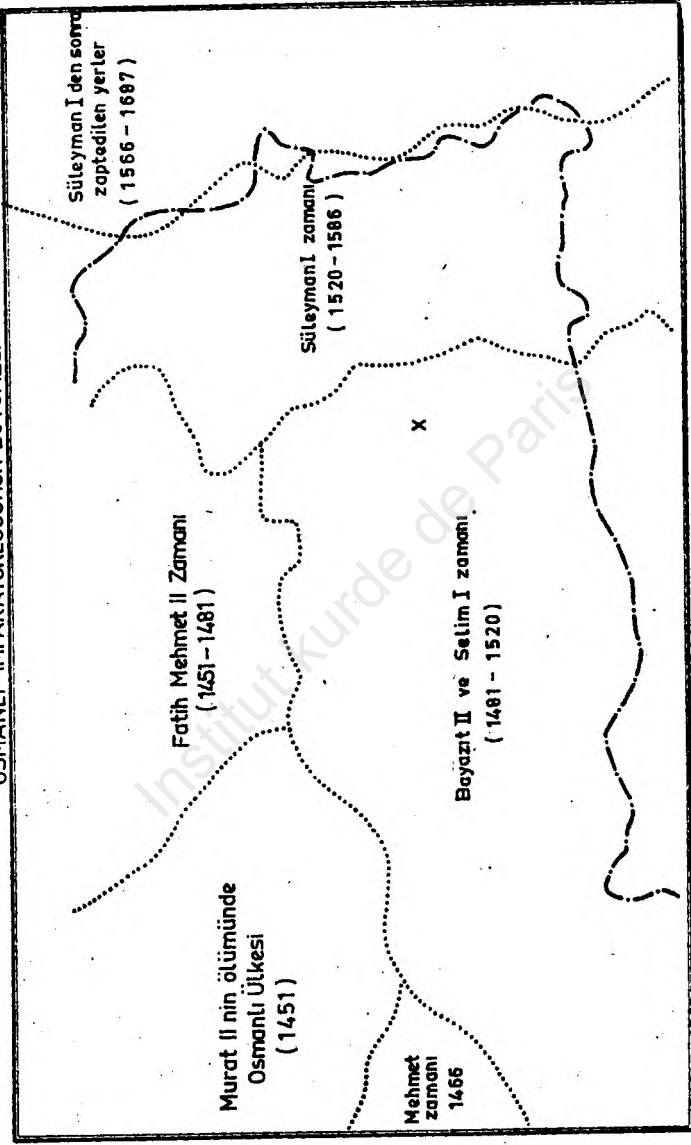 Süleyman I den sonra
zaptedilen yerler
(1566 - 1687)
Süleyman I zamanı
(1520-1586)
Fatih Mehmet II Zamanı
(1451-1481)
X
Bayazıt II ve Selim I zamanı
(1481 - 1520)
Murat II nin ölümünde
Osmanlı Ülkesi
(1451)
Mehmet
zamanı
1466
Institut kurde de Paris